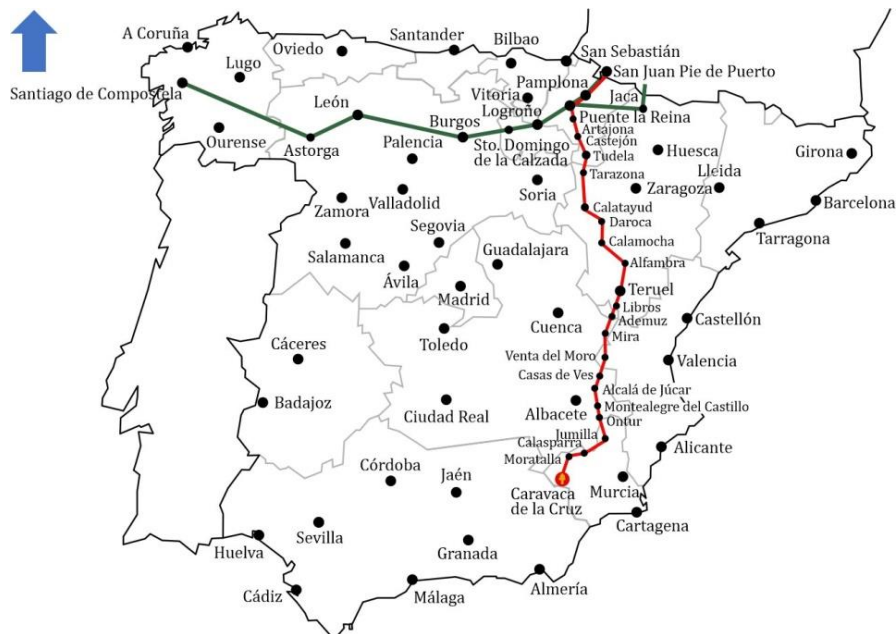 A Coruña
Lugo
Oviedo
Santander
Bilbao
San Sebastián
San Juan Pie de Puerto
Santiago de Compostela
León
Vitoria
Pamplona
Jaca
Logroño
Burgos
Puente la Reina
Ourense
Astorga
Palencia
Sto. Domingo
de la Calzada
Artajona
Castejón
Tudela
Tarazona
Huesca
Lleida
Girona
Zaragoza
Barcelona
Zamora
Valladolid
Soria
Calatayud
Daroca
Tarragona
Segovia
Salamanca
Guadalajara
Calamocha
Ávila
Alfambra
Madrid
Teruel
Libros
Ademuz
Castellón
Toledo
Cuenca
Mira
Cáceres
Venta del Moro
Valencia
Casas de Ves
Alcalá de Júcar
Badajoz
Ciudad Real
Albacete
Montealegre del Castillo
Ontur
Jumilla
Calasparra
Alicante
Moratalla
Córdoba
Jaén
Caravaca
de la Cruz
Murcia
Cartagena
Sevilla
Huelva
Granada
Almería
Cádiz
Málaga